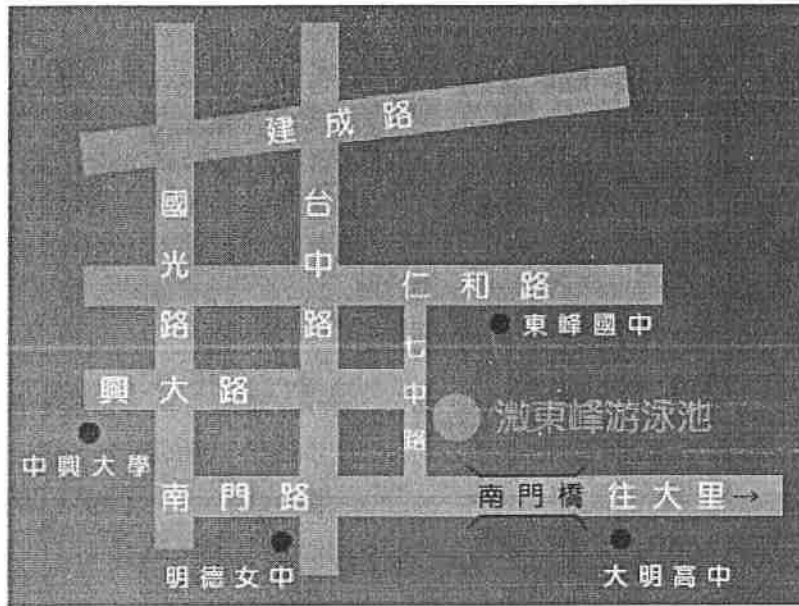 建成路
國光路
台中路
仁和路
東峰國中
七中路
興大路
溵東峰游泳池
中興大學
南門路
南門橋
往大里→
明德女中
大明高中